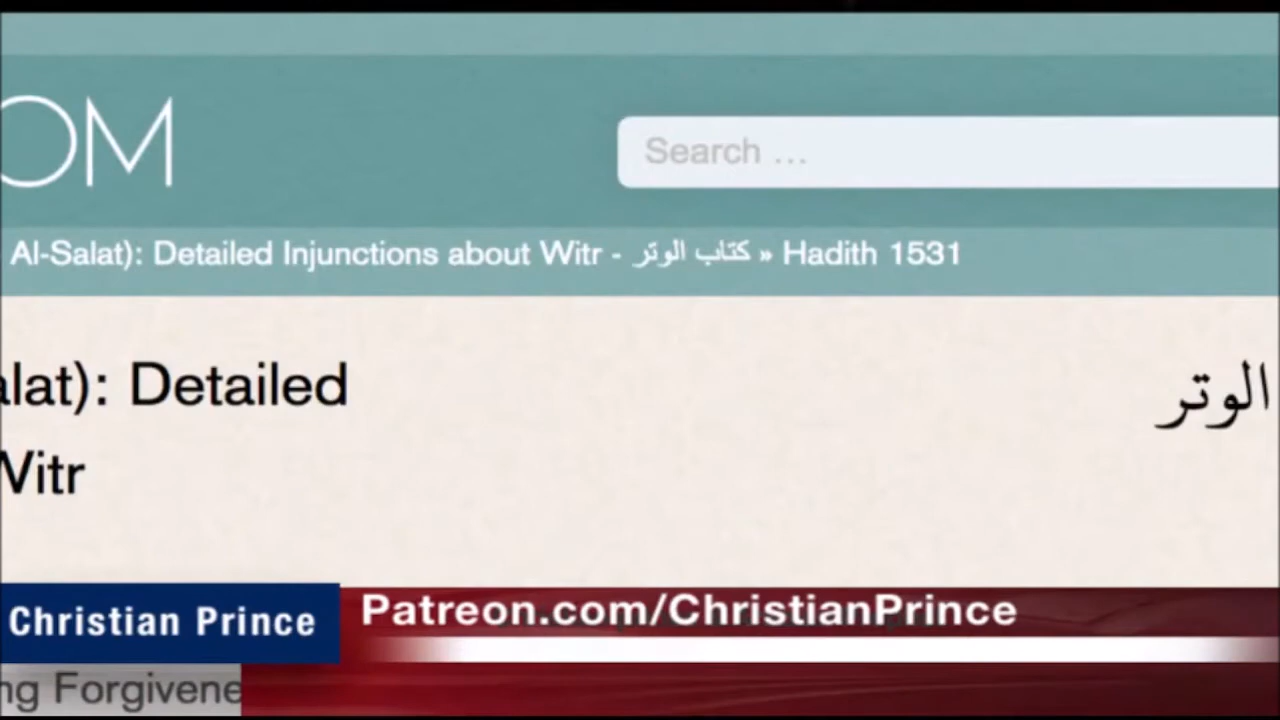 OM
Search ...
Al-Salat): Detailed Injunctions about Witr - كتاب الوتر » Hadith 1531
alat): Detailed
الوتر
Witr
Christian Prince
Patreon.com/ChristianPrince
ng Forgivene